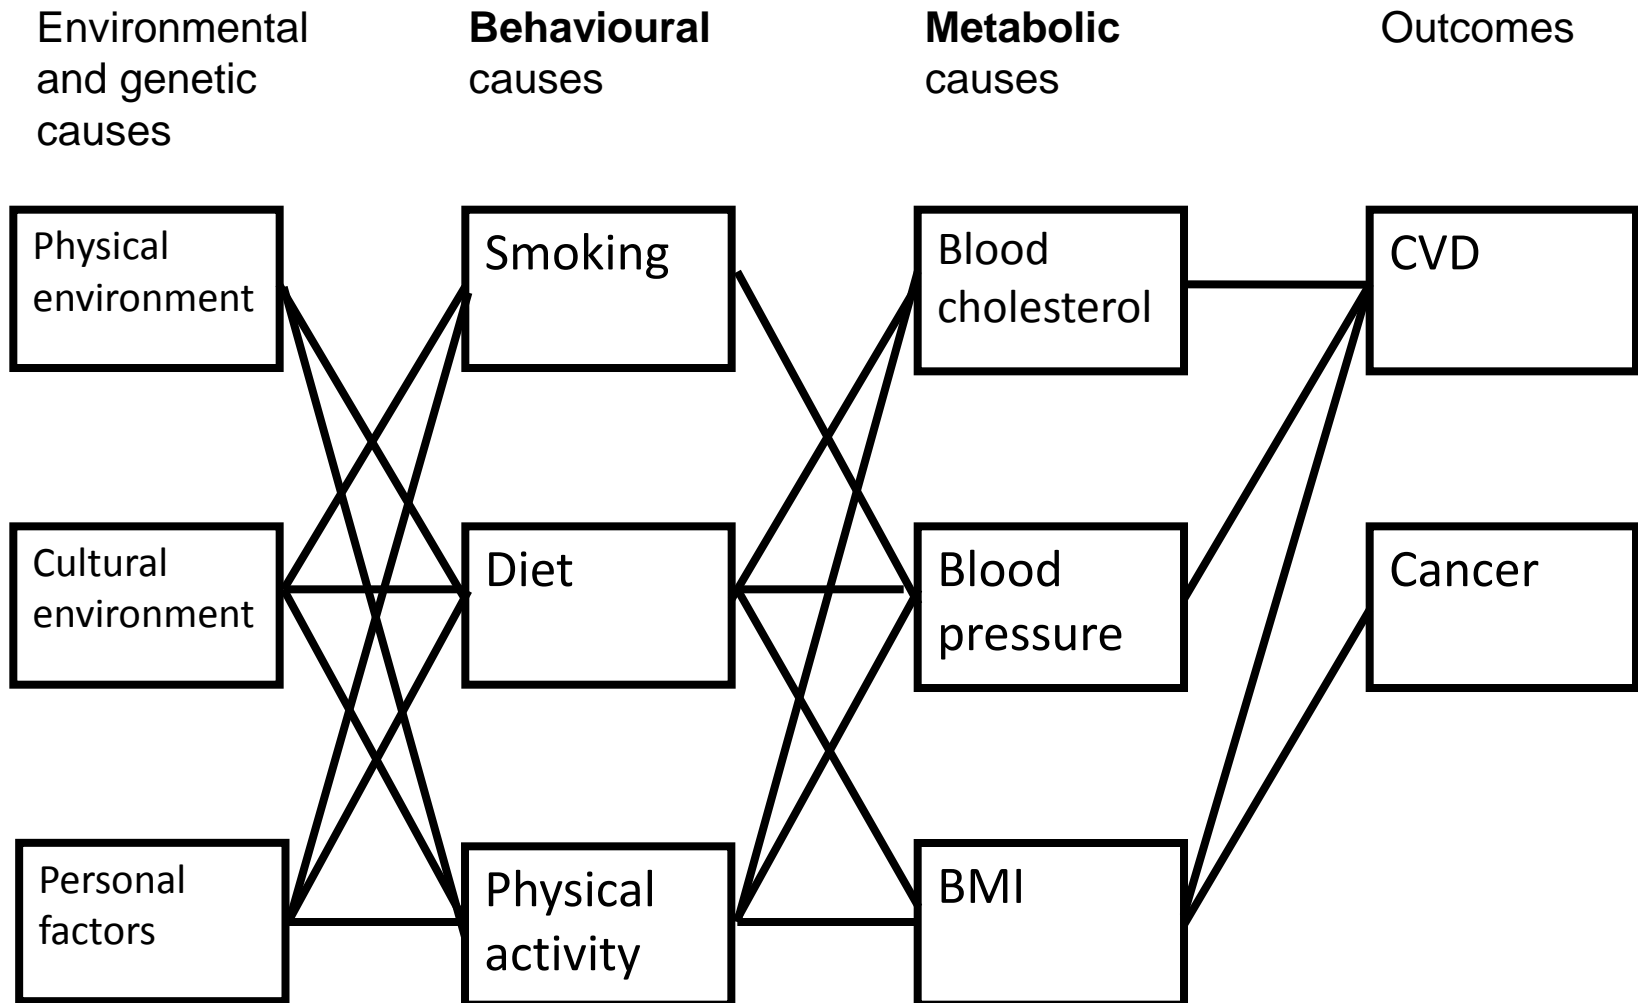 Environmental
and genetic
causes
Behavioural
causes
Metabolic
causes
Outcomes
Physical
environment
Smoking
Blood
cholesterol
CVD
Cultural
environment
Diet
Blood
pressure
Cancer
Personal
factors
Physical
activity
BMI